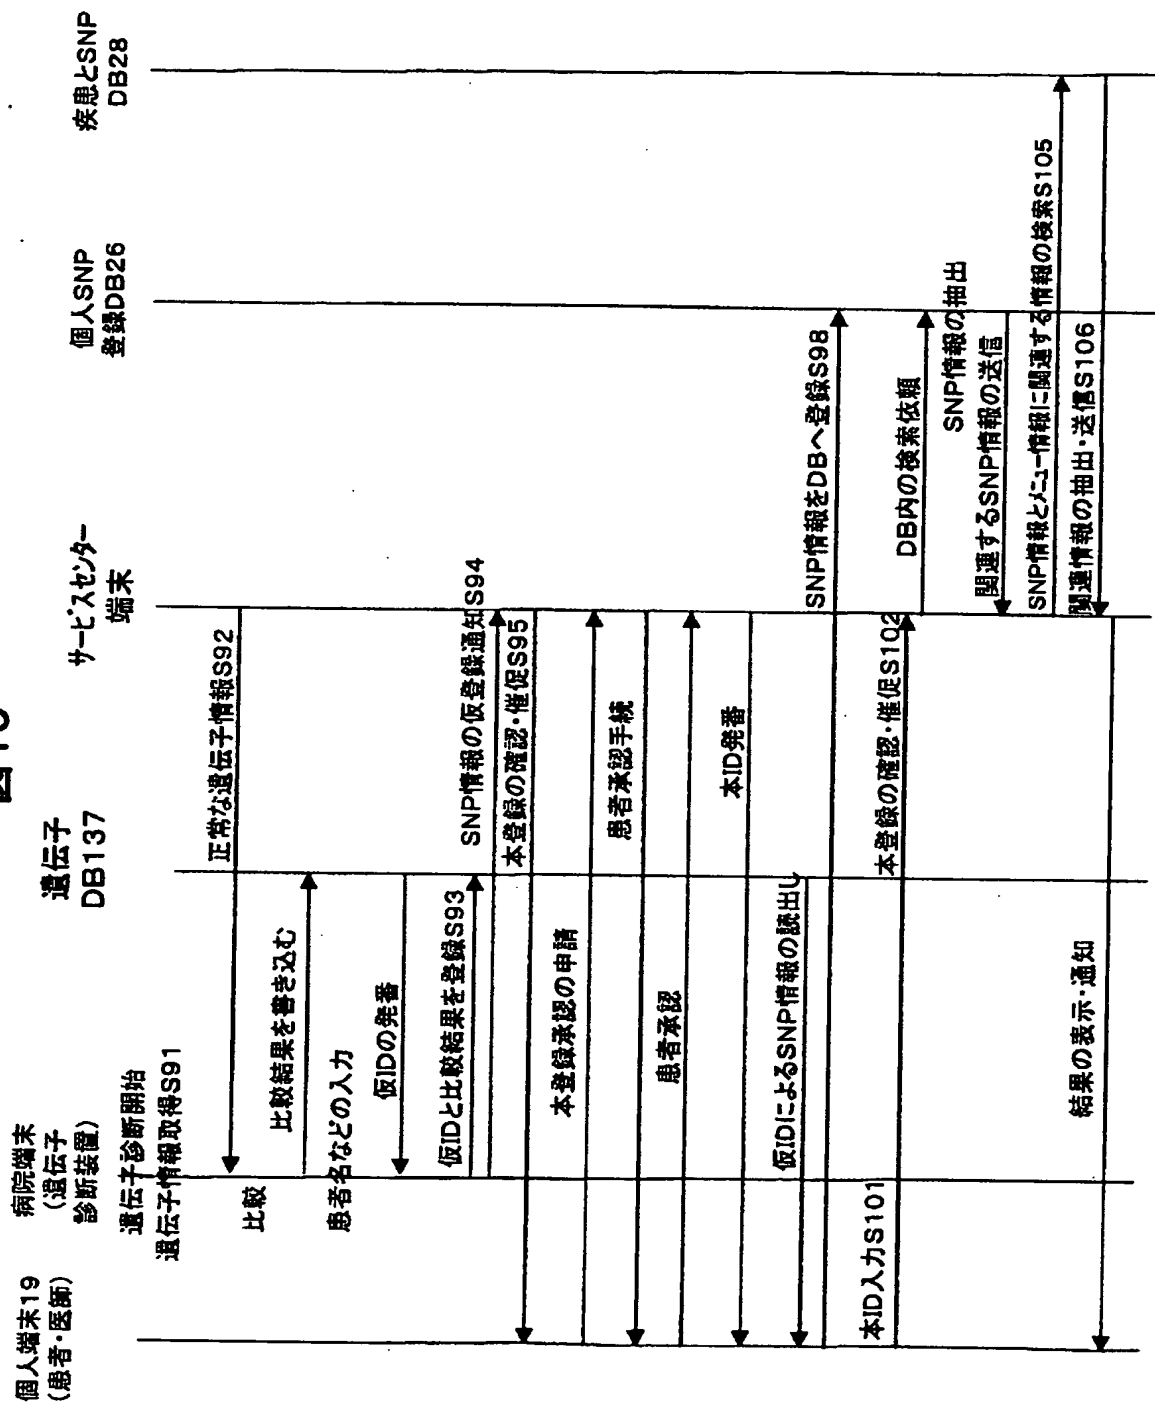 図16
個人端末19
(患者・医師)
病院端末
(遺伝子
診断装置)
遺伝子
DB137
サービスセンター
端末
個人SNP
登録DB26
疾患とSNP
DB28
遺伝子診断開始
遺伝子情報取得S91
正常な遺伝子情報S92
比較
比較結果を書き込む
患者名などの入力
仮IDの発番
仮IDと比較結果を登録S93
SNP情報の仮登録通知S94
本登録の確認・催促S95
本登録承認の申請
患者承認手続
患者承認
本ID発番
仮IDによるSNP情報の読出し
SNP情報をDBへ登録S98
本ID入力S101
本登録の確認・催促S102
DB内の検索依頼
SNP情報の抽出
関連するSNP情報の送信
SNP情報とメニュー情報に関連する情報の検索S105
関連情報の抽出・送信S106
結果の表示・通知